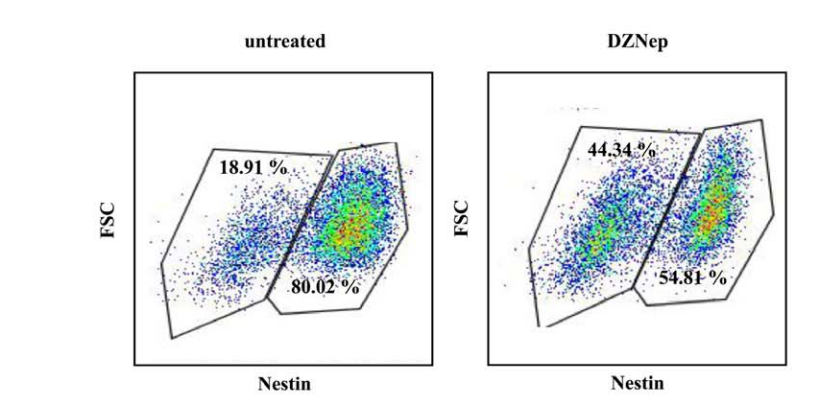 untreated
DZNep
18.91 %
44.34 %
FSC
FSC
80.02 %
54.81 %
Nestin
Nestin